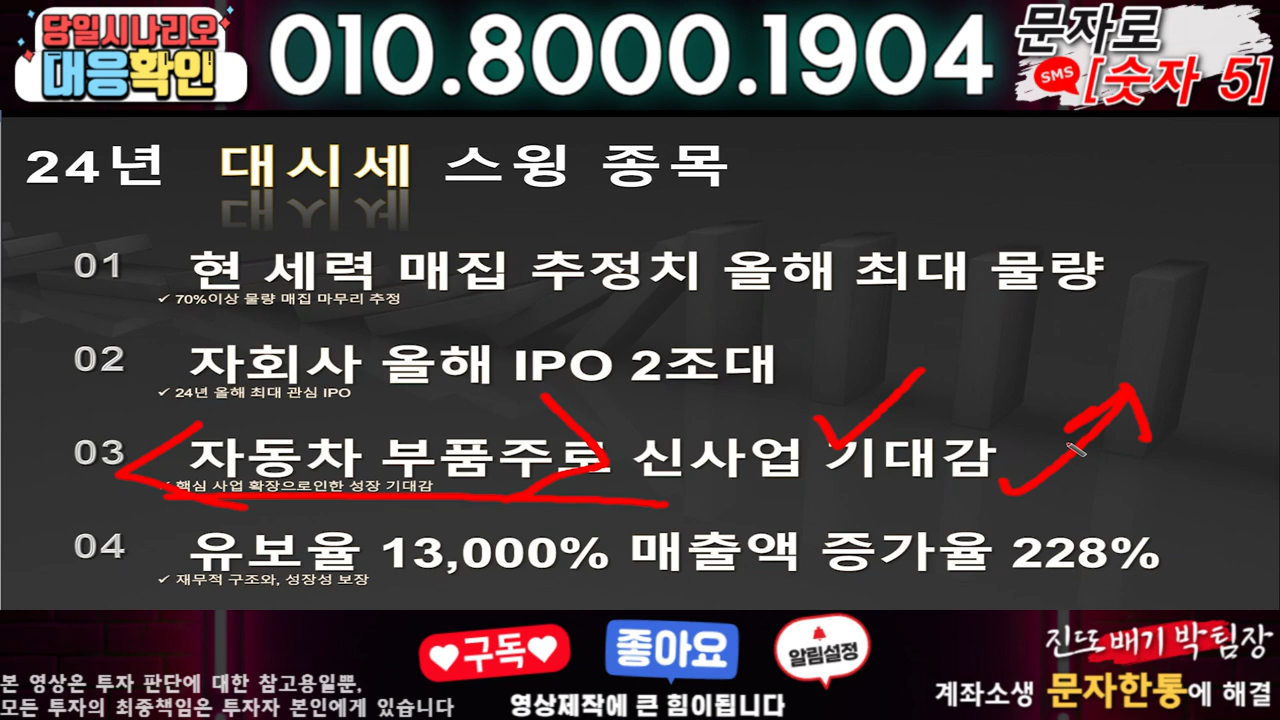 당일시나리오
대응확인
010.8000.1904
문자로
SMS [숫자 5]
24년 대시세 스윙 종목
01 현 세력 매집 추정치 올해 최대 물량
✓ 70%이상 물량 매집 마무리 추정
02 자회사 올해 IPO 2조대
✓ 24년 올해 최대 관심 IPO
03 자동차 부품주로 신사업 기대감
✓ 핵심 사업 확장으로인한 성장 기대감
04 유보율 13,000% 매출액 증가율 228%
✓ 재무적 구조와, 성장성 보장
구독
좋아요
알림설정
영상제작에 큰 힘이됩니다
본 영상은 투자 판단에 대한 참고용일뿐,
모든 투자의 최종책임은 투자자 본인에게 있습니다
진또배기 박팀장
계좌소생 문자한통에 해결